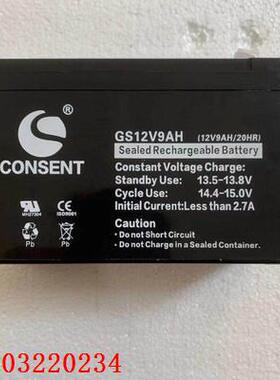 ®
CONSENT
GS12V9AH (12V9AH/20HR)
Sealed Rechargeable Battery
Constant Voltage Charge:
Standby Use: 13.5-13.8V
Cycle Use: 14.4-15.0V
Initial Current: Less than 2.7A
MH27304
ISO9001
Pb
Pb
Do not Short Circuit.
Do not Charge in a Sealed Container.
03220234